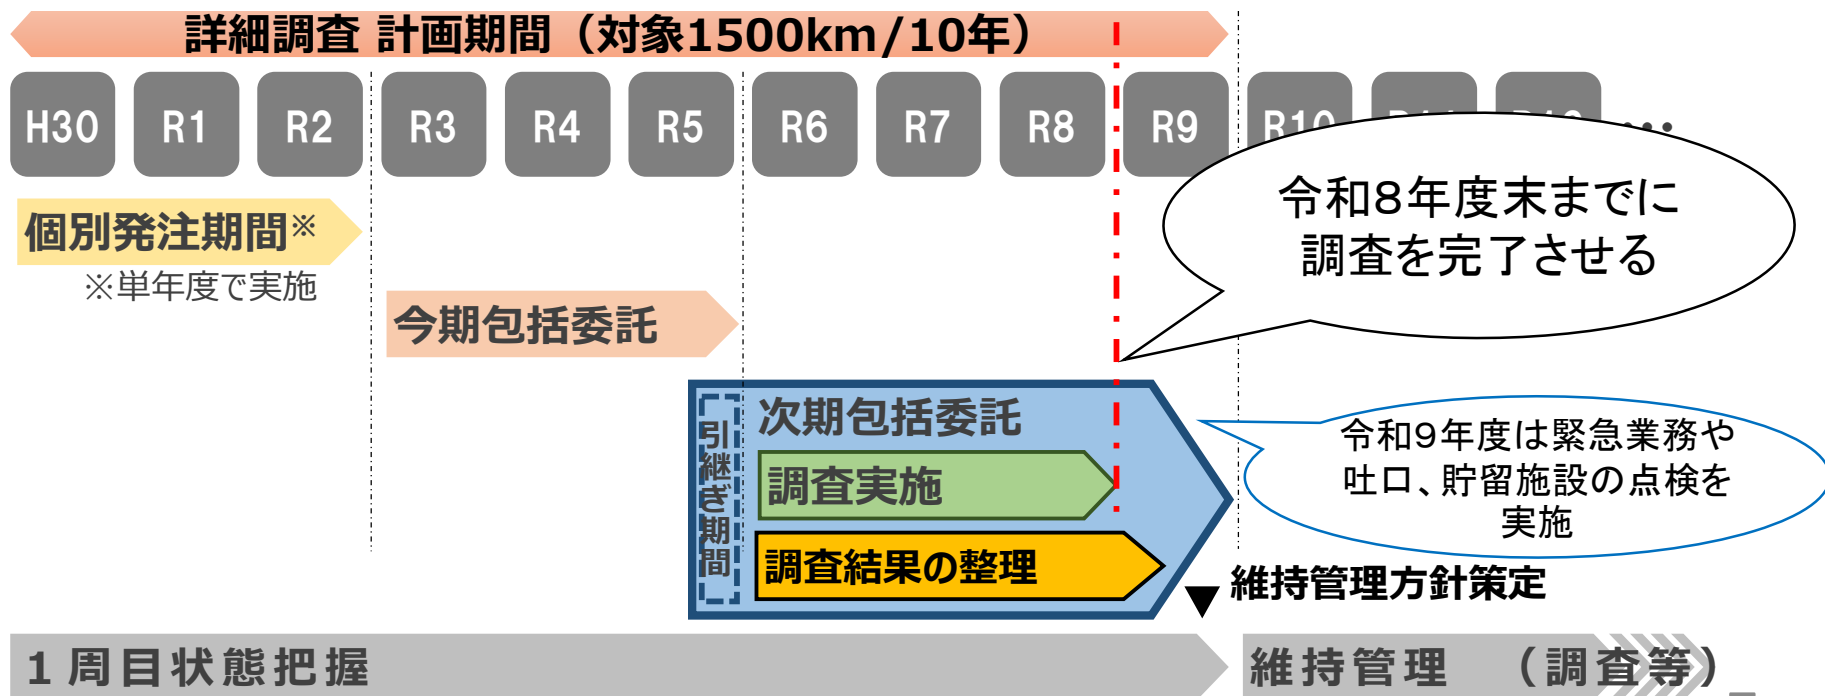 詳細調査 計画期間（対象1500km/10年）
H30 R1 R2 R3 R4 R5 R6 R7 R8 R9 R10
令和8年度末までに
調査を完了させる
個別発注期間※
※単年度で実施
今期包括委託
次期包括委託
引継ぎ期間
調査実施
調査結果の整理
令和9年度は緊急業務や
吐口、貯留施設の点検を
実施
▼維持管理方針策定
1周目状態把握
維持管理 （調査等）